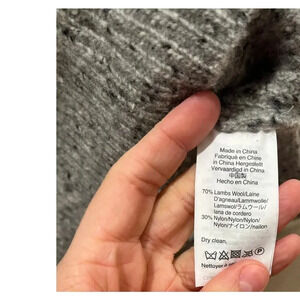 Made in China
Fabriqué en Chine
in China Hergestellt
Vervaardigd in China
中国製
Hecho en China
70% Lambs Wool/Laine
D'agneau/Lamswolle/
Lamswol/ラムウール/
lana de cordero
30% Nylon/Nylon/Nylon/
Nylon/ナイロン/nailon
Dry clean.
Nettoyer